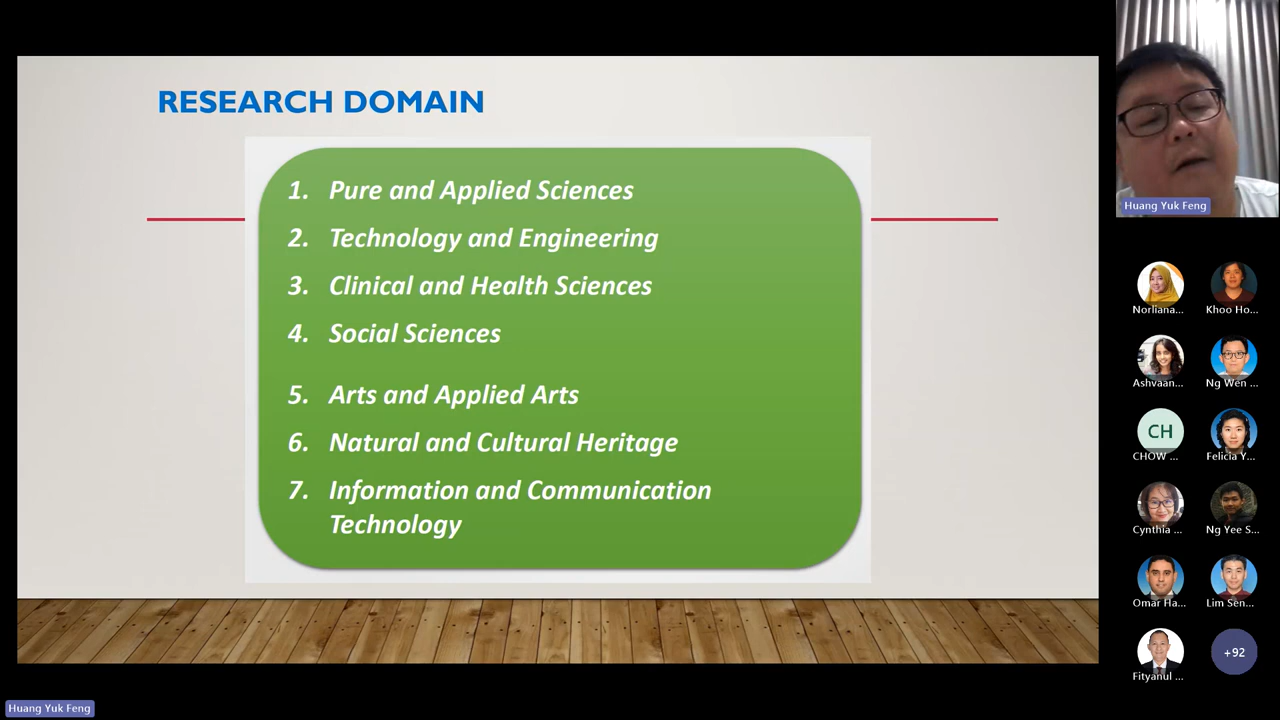 RESEARCH DOMAIN
1. Pure and Applied Sciences
2. Technology and Engineering
3. Clinical and Health Sciences
4. Social Sciences
5. Arts and Applied Arts
6. Natural and Cultural Heritage
7. Information and Communication
Technology
Huang Yuk Feng
Norliana...
Khoo Ho...
Ashvaan...
Ng Wen ...
CH
CHOW ...
Felicia Y...
Cynthia ...
Ng Yee S...
Omar Ha...
Lim Sen...
Fityanul ...
+92
Huang Yuk Feng